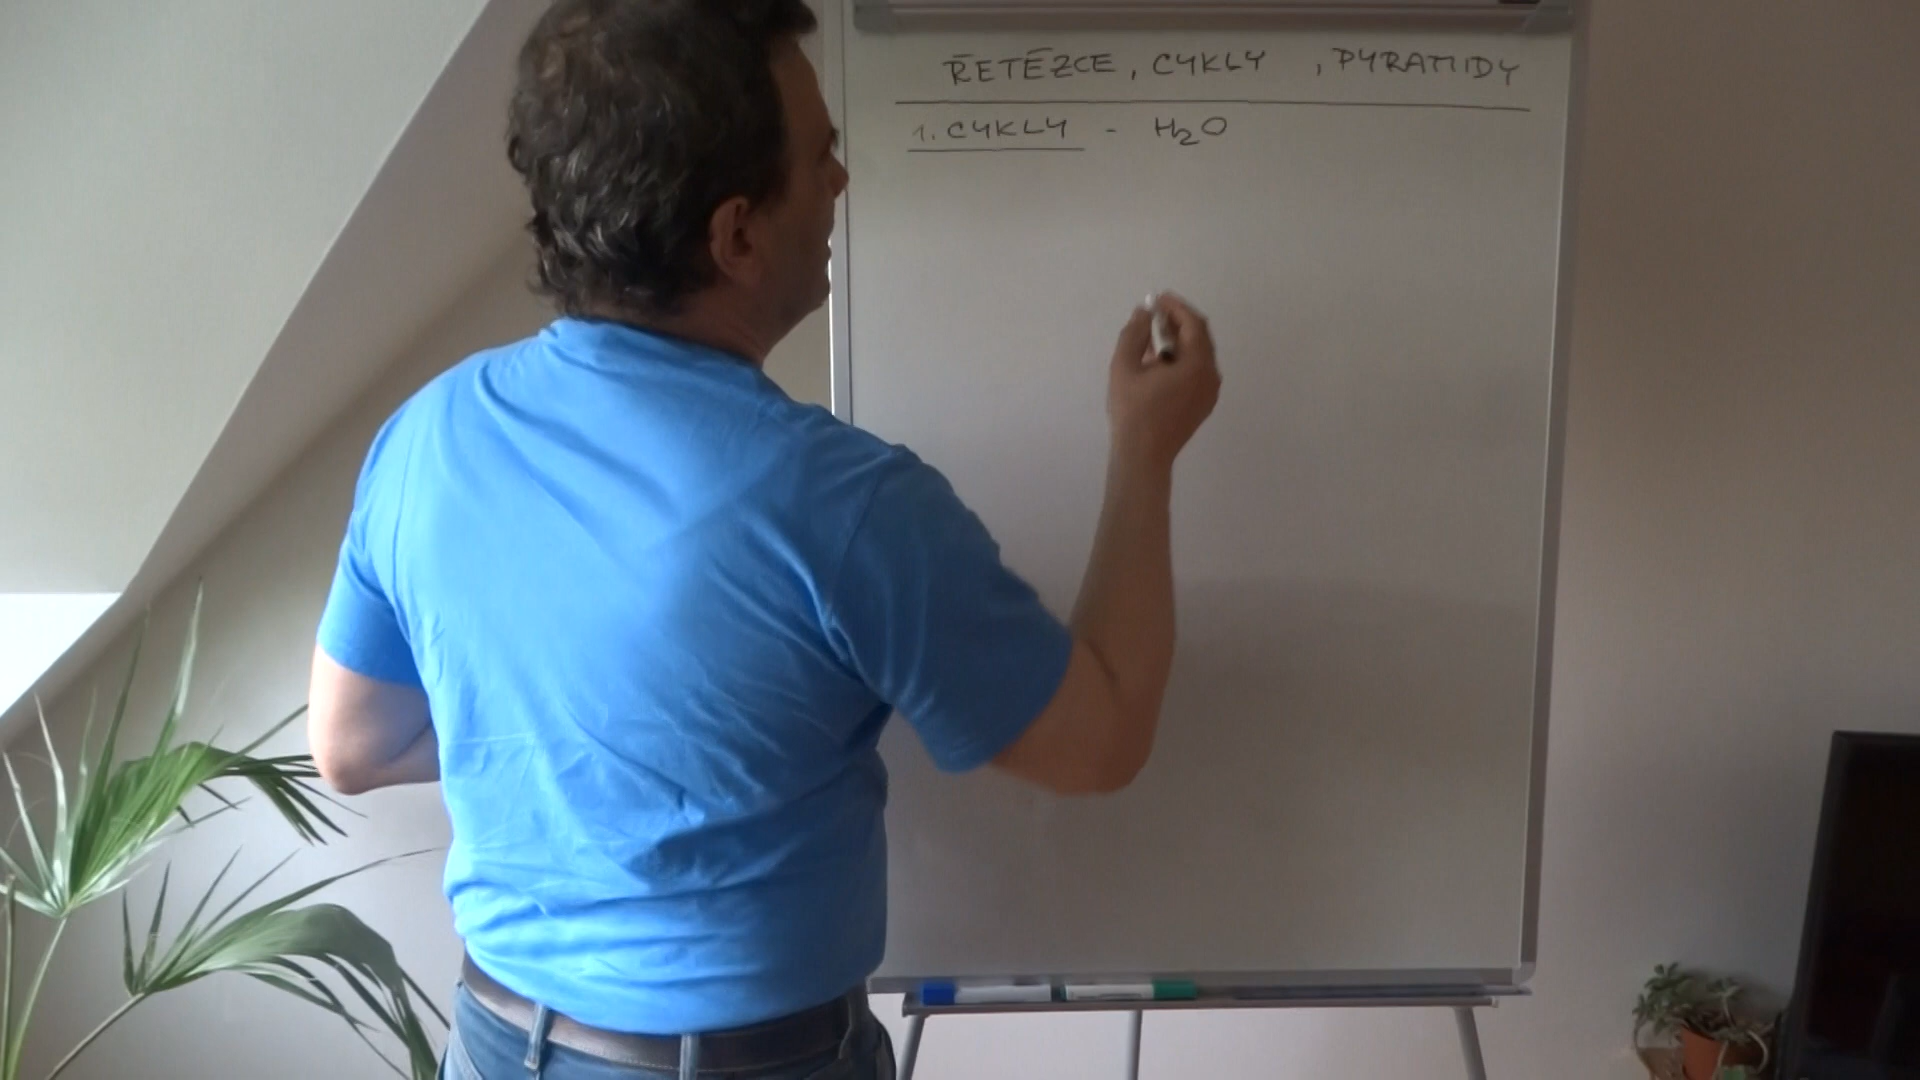 ŘETĚZCE, CYKLY , PYRAMIDY
1. CYKLY - H₂O